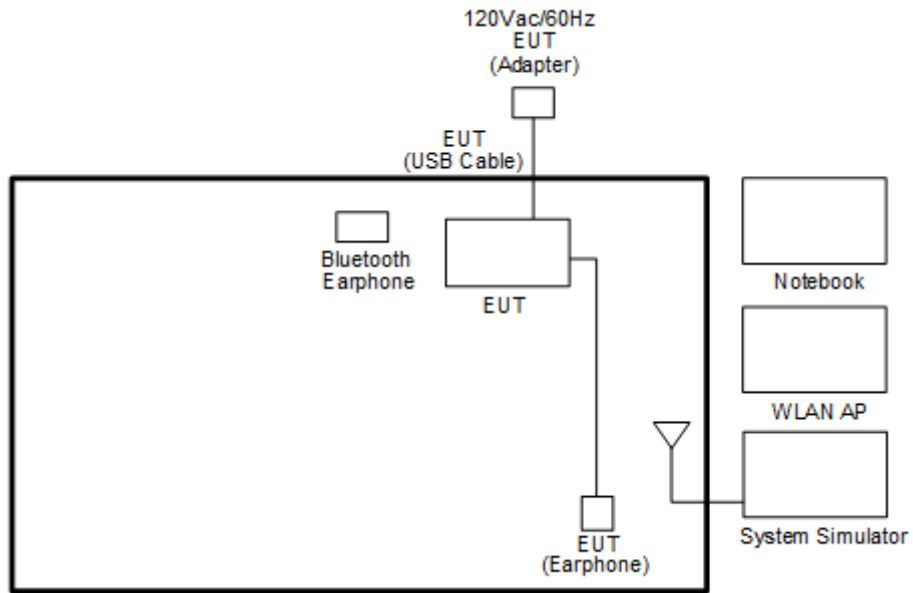 120Vac/60Hz
EUT
(Adapter)
EUT
(USB Cable)
Bluetooth
Earphone
EUT
Notebook
WLAN AP
System Simulator
EUT
(Earphone)